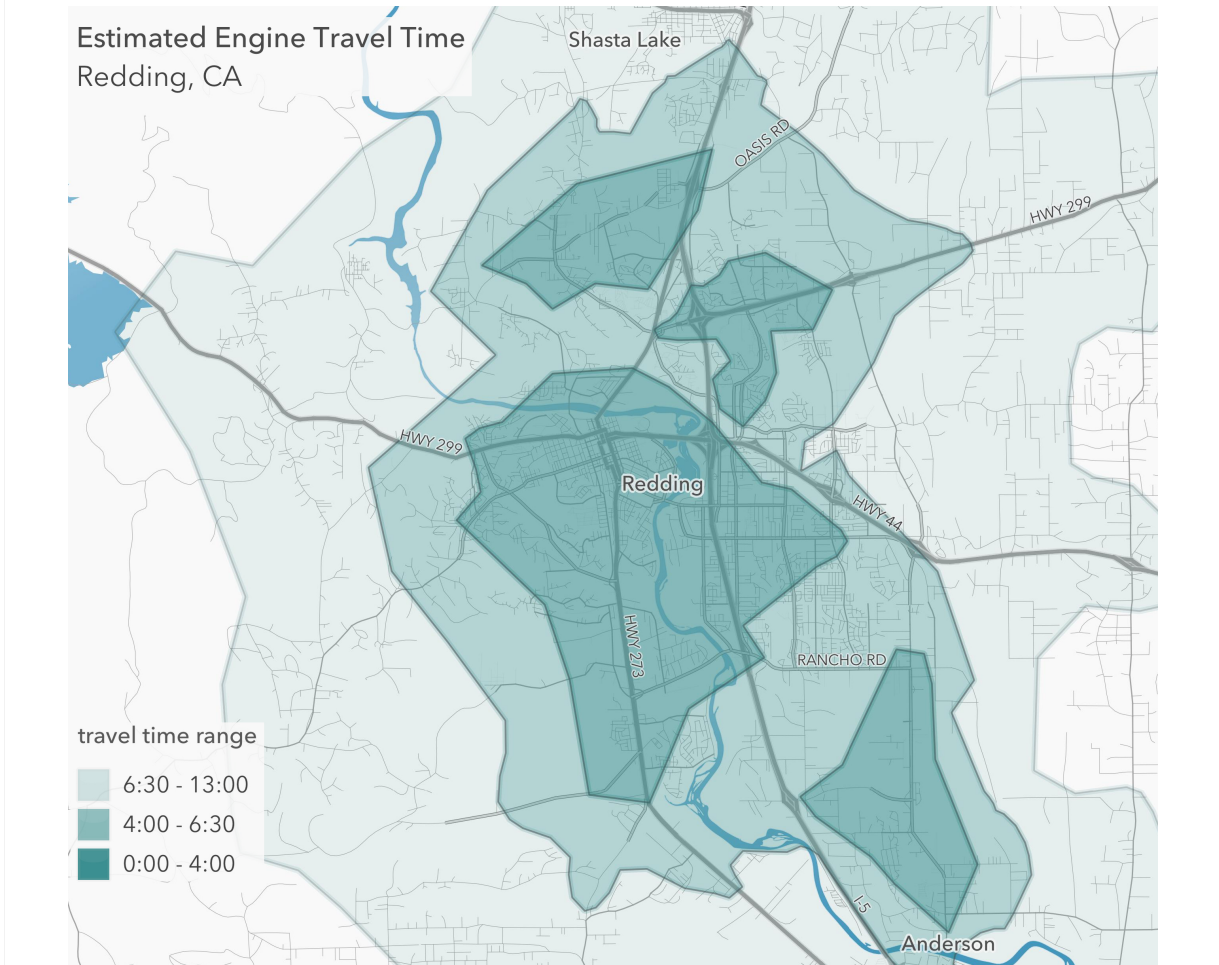 Estimated Engine Travel Time
Redding, CA
Shasta Lake
OASIS RD
HWY 299
HWY 299
Redding
HWY 44
HWY 273
RANCHO RD
travel time range
6:30 - 13:00
4:00 - 6:30
0:00 - 4:00
I-5
Anderson